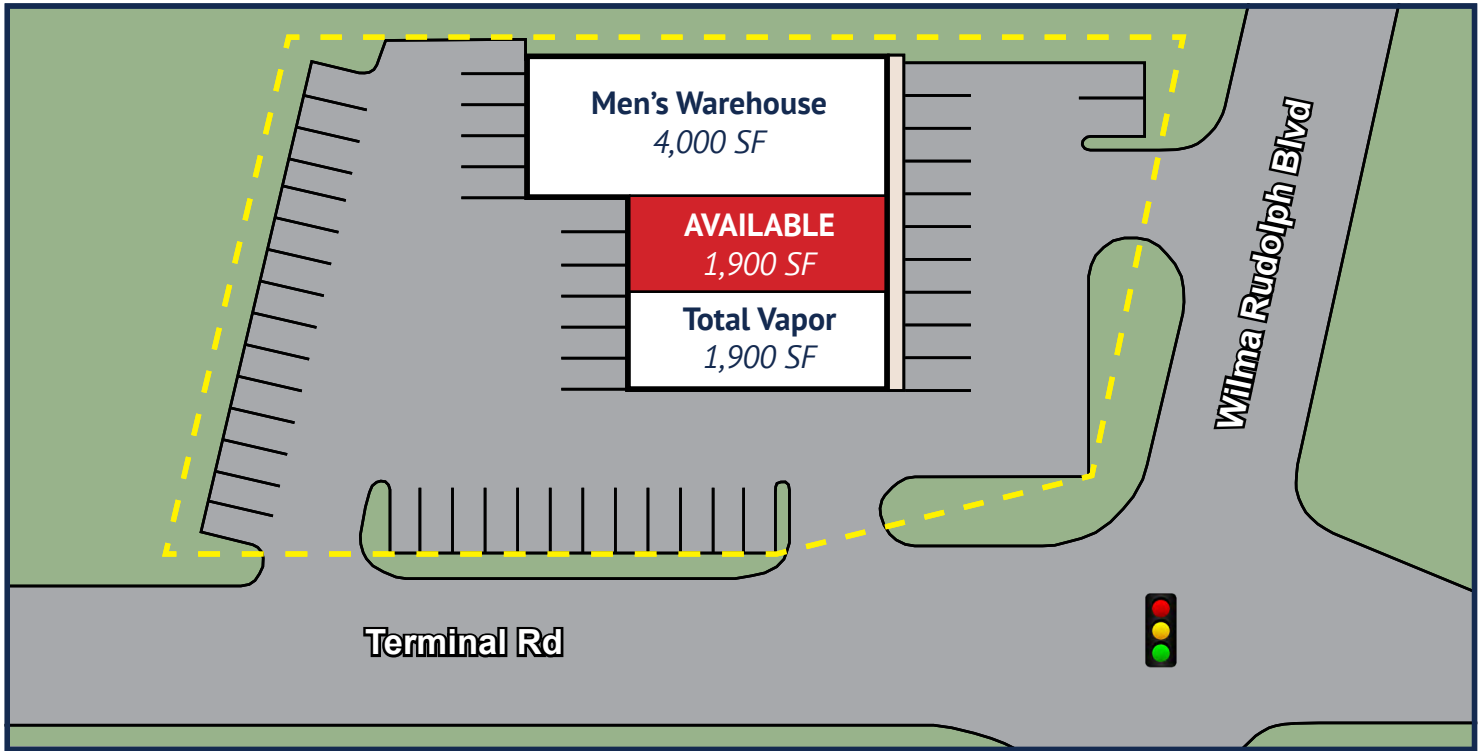 Men's Warehouse
4,000 SF
AVAILABLE
1,900 SF
Total Vapor
1,900 SF
Wilma Rudolph Blvd
Terminal Rd